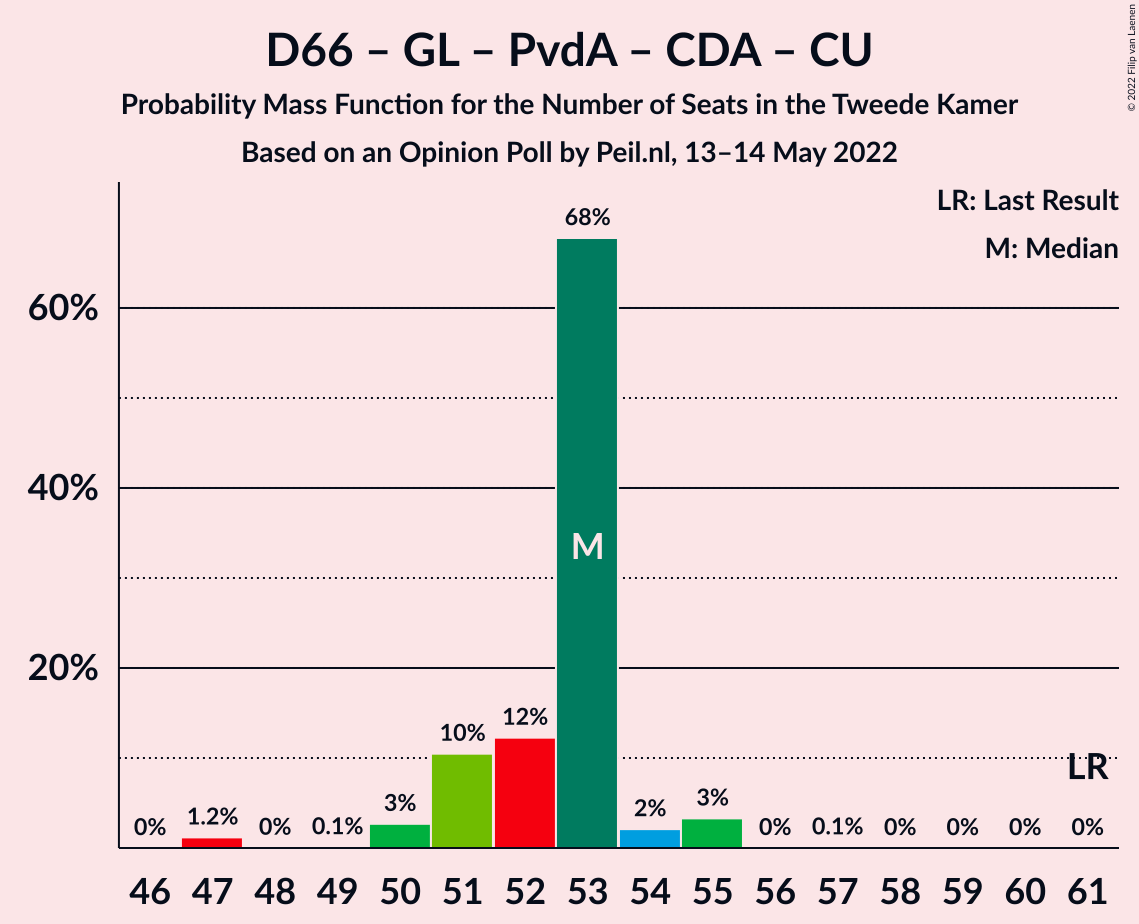 D66 – GL – PvdA – CDA – CU
Probability Mass Function for the Number of Seats in the Tweede Kamer
Based on an Opinion Poll by Peil.nl, 13–14 May 2022
© 2022 Filip van Laenen
LR: Last Result
M: Median
68%
60%
40%
M
20%
12%
10%
LR
3%
3%
2%
1.2%
0% 0% 0.1% 0% 0.1% 0% 0% 0% 0%
46 47 48 49 50 51 52 53 54 55 56 57 58 59 60 61